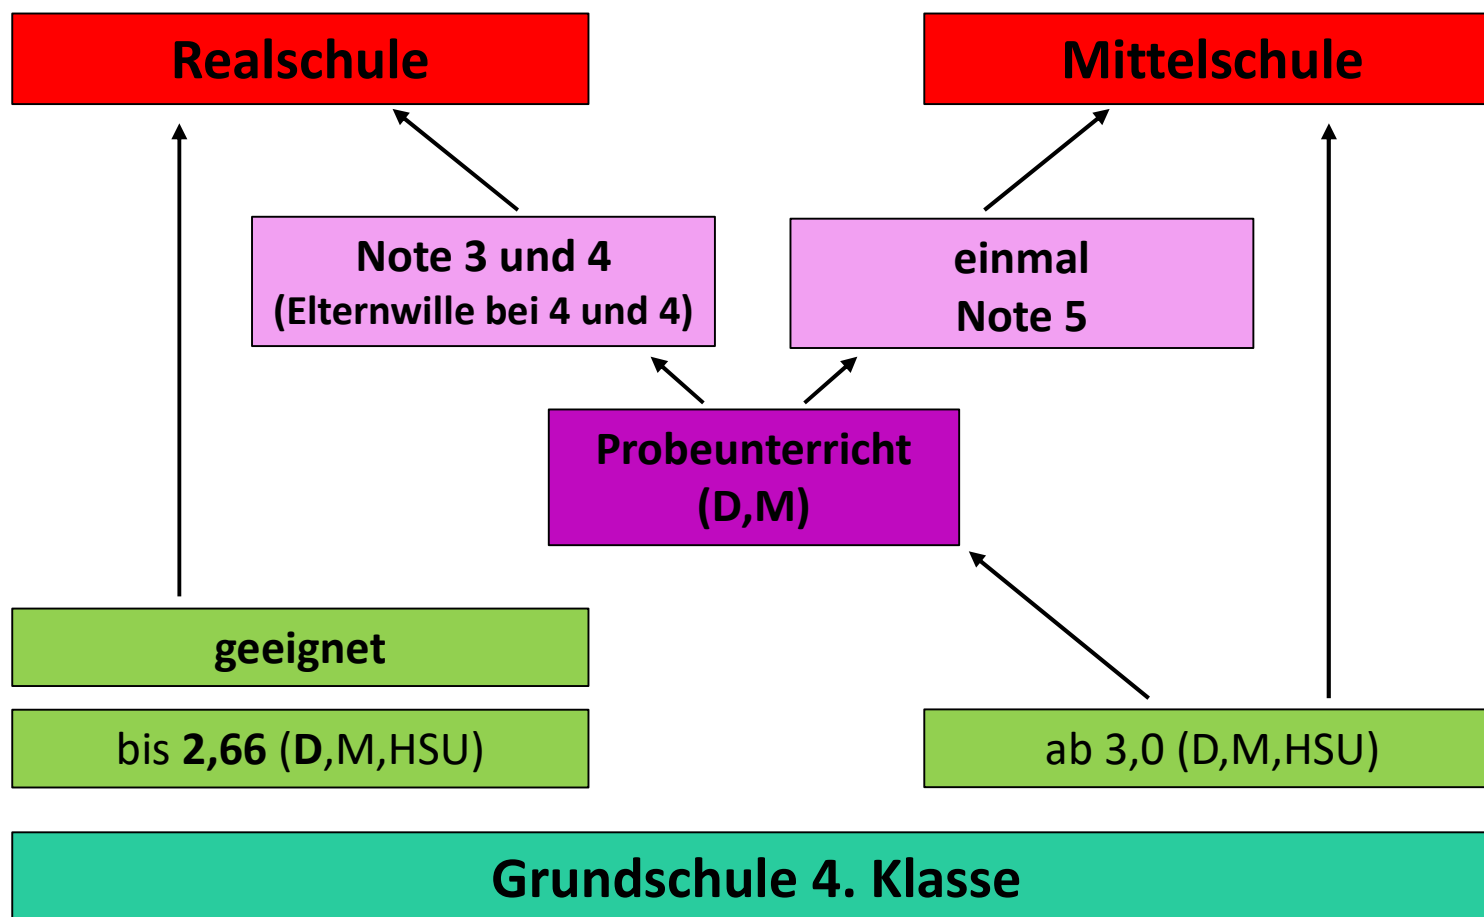 Realschule
Mittelschule
Note 3 und 4
(Elternwille bei 4 und 4)
einmal
Note 5
Probeunterricht
(D,M)
geeignet
bis 2,66 (D,M,HSU)
ab 3,0 (D,M,HSU)
Grundschule 4. Klasse